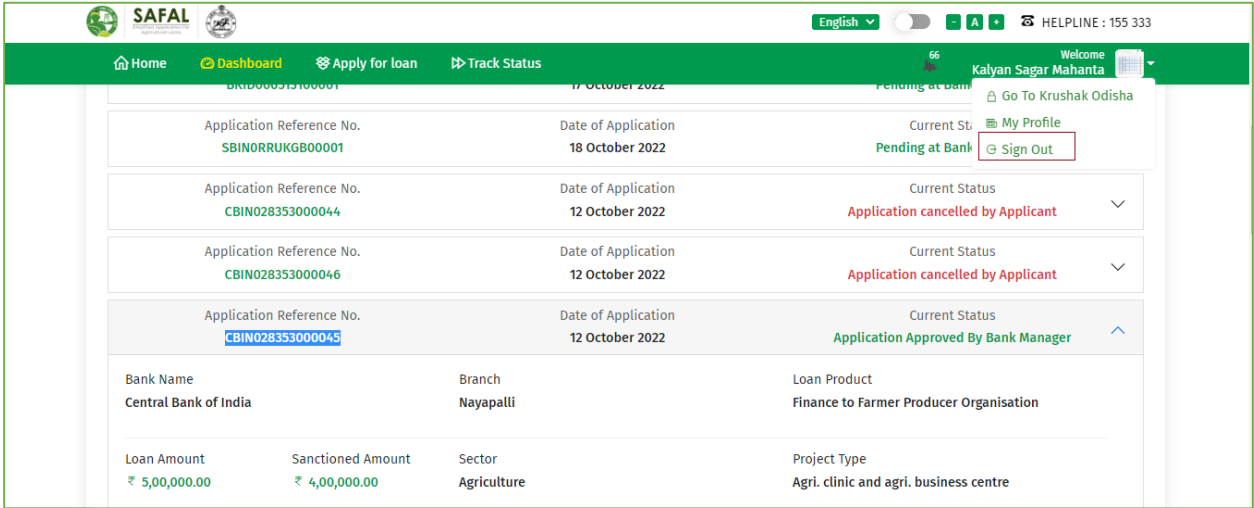 SAFAL
English
- A +
HELPLINE : 155 333
Home
Dashboard
Apply for loan
Track Status
66
Welcome
Kalyan Sagar Mahanta
Go To Krushak Odisha
My Profile
Sign Out
BKID000513100001 17 October 2022 Pending at Ban
Application Reference No. Date of Application Current Sta
SBIN0RRUKGB00001 18 October 2022 Pending at Bank
Application Reference No. Date of Application Current Status
CBIN028353000044 12 October 2022 Application cancelled by Applicant
Application Reference No. Date of Application Current Status
CBIN028353000046 12 October 2022 Application cancelled by Applicant
Application Reference No. Date of Application Current Status
CBIN028353000045 12 October 2022 Application Approved By Bank Manager
Bank Name Branch Loan Product
Central Bank of India Nayapalli Finance to Farmer Producer Organisation
Loan Amount Sanctioned Amount Sector Project Type
₹ 5,00,000.00 ₹ 4,00,000.00 Agriculture Agri. clinic and agri. business centre